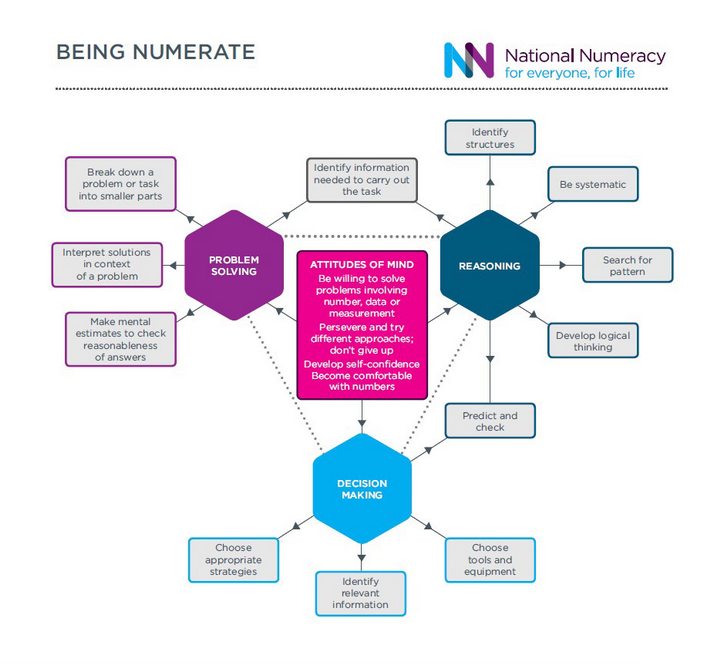 BEING NUMERATE
National Numeracy
for everyone, for life
Identify
structures
Break down a
problem or task
into smaller parts
Identify information
needed to carry out
the task
Be systematic
Interpret solutions
in context
of a problem
PROBLEM
SOLVING
ATTITUDES OF MIND
Be willing to solve
problems involving
number, data or
measurement
Persevere and try
different approaches;
don't give up
Develop self-confidence
Become comfortable
with numbers
REASONING
Search for
pattern
Make mental
estimates to check
reasonableness
of answers
Develop logical
thinking
Predict and
check
DECISION
MAKING
Choose
appropriate
strategies
Identify
relevant
information
Choose
tools and
equipment